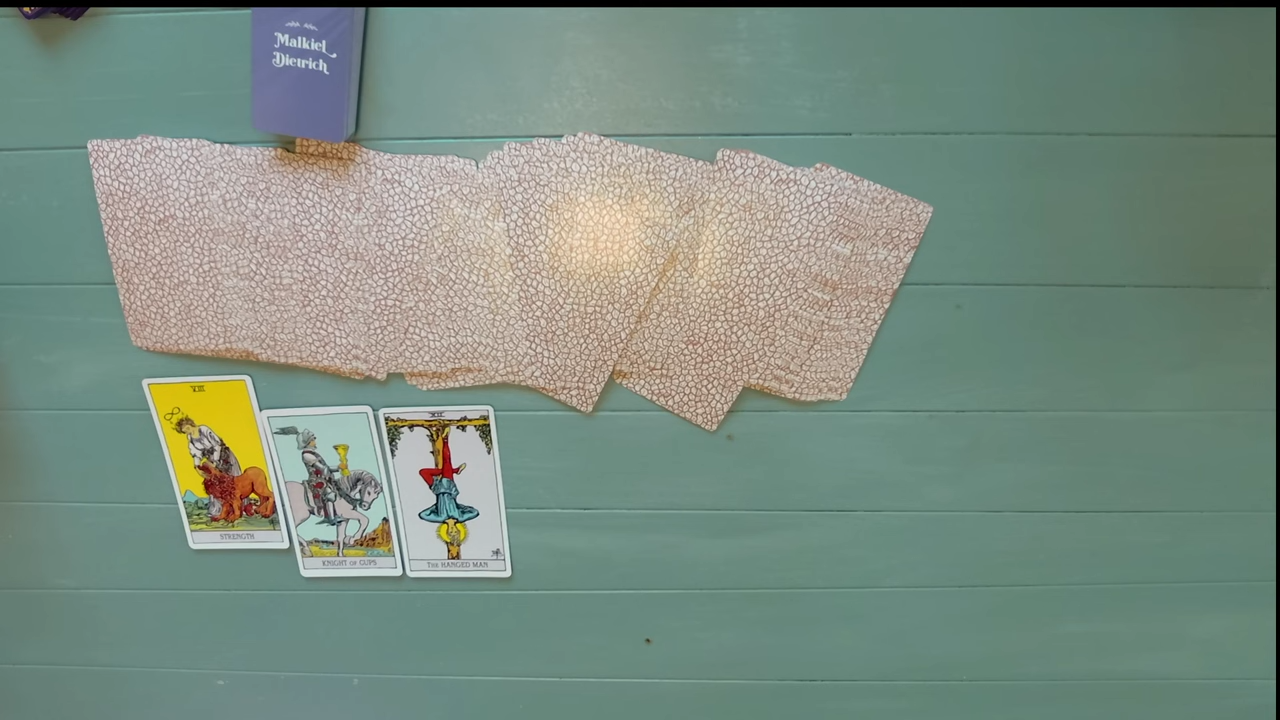 Malkiel
Dietrich
VIII
STRENGTH
KNIGHT OF CUPS
XII
THE HANGED MAN